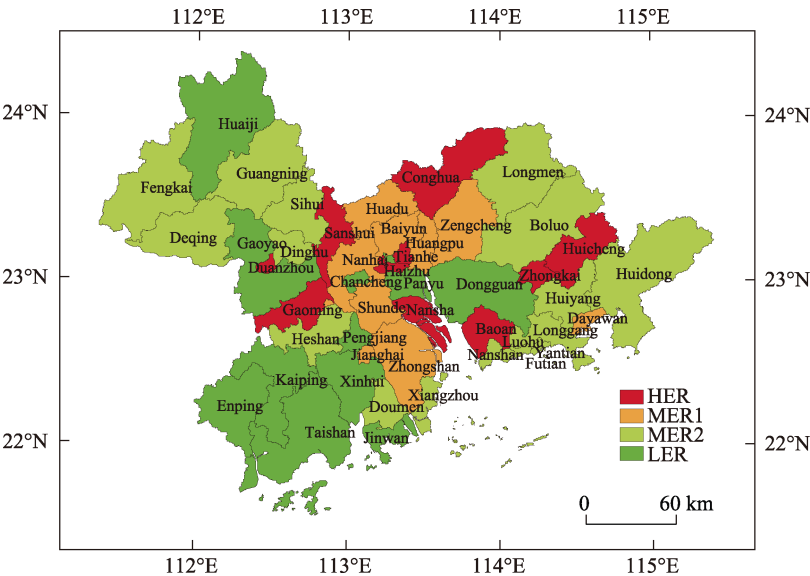 112°E 113°E 114°E 115°E
24°N
24°N
Huaiji
Conghua
Longmen
Guangning
Fengkai
Sihui
Huadu
Zengcheng
Baiyun
Boluo
Sanshui
Deqing
Gaoyao
Huangpu
Huicheng
Dinghu
Tianhe
Nanhai
23°N
Duanzhou
Haizhu
Zhongkai
Huidong
23°N
Chancheng
Panyu
Dongguan
Huiyang
Gaoming
Shunde
Nansha
Dayawan
Baoan
Longgang
Heshan
Pengjiang
Luohu
Jianghai
Nanshan
Yantian
Zhongshan
Futian
Kaiping
Xinhui
Xiangzhou
Enping
Doumen
HER
MER1
Taishan
Jinwan
MER2
22°N
22°N
LER
0 60 km
112°E 113°E 114°E 115°E